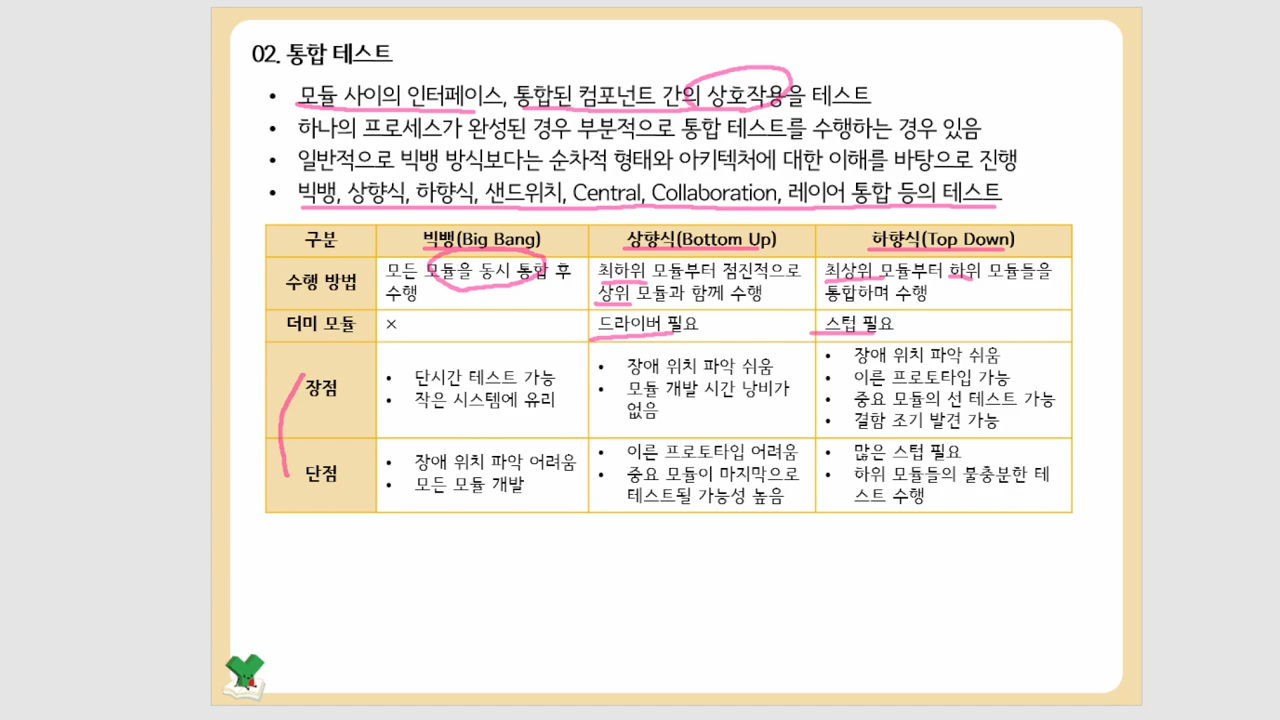 02. 통합 테스트
• 모듈 사이의 인터페이스, 통합된 컴포넌트 간의 상호작용을 테스트
• 하나의 프로세스가 완성된 경우 부분적으로 통합 테스트를 수행하는 경우 있음
• 일반적으로 빅뱅 방식보다는 순차적 형태와 아키텍처에 대한 이해를 바탕으로 진행
• 빅뱅, 상향식, 하향식, 샌드위치, Central, Collaboration, 레이어 통합 등의 테스트
구분 빅뱅(Big Bang) 상향식(Bottom Up) 하향식(Top Down)
수행 방법
모든 모듈을 동시 통합 후
수행
최하위 모듈부터 점진적으로
상위 모듈과 함께 수행
최상위 모듈부터 하위 모듈들을
통합하며 수행
더미 모듈 × 드라이버 필요 스텁 필요
장점
• 단시간 테스트 가능
• 작은 시스템에 유리
• 장애 위치 파악 쉬움
• 모듈 개발 시간 낭비가
없음
• 장애 위치 파악 쉬움
• 이른 프로토타입 가능
• 중요 모듈의 선 테스트 가능
• 결함 조기 발견 가능
단점
• 장애 위치 파악 어려움
• 모든 모듈 개발
• 이른 프로토타입 어려움
• 중요 모듈이 마지막으로
테스트될 가능성 높음
• 많은 스텁 필요
• 하위 모듈들의 불충분한 테
스트 수행